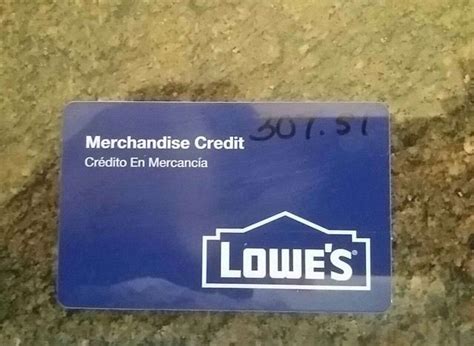 Merchandise Credit 307.51
Crédito En Mercancía
LOWE'S®